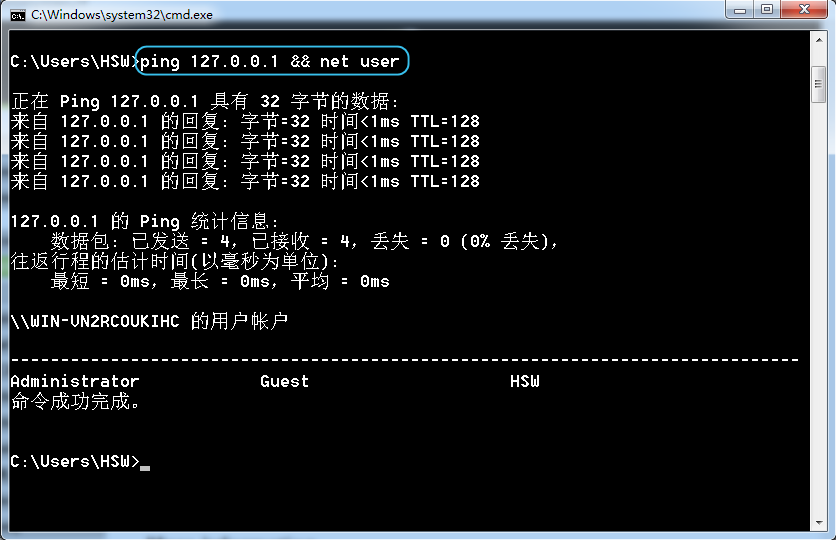 C:\Windows\system32\cmd.exe
C:\Users\HSW>ping 127.0.0.1 && net user
正在 Ping 127.0.0.1 具有 32 字节的数据:
来自 127.0.0.1 的回复: 字节=32 时间<1ms TTL=128
来自 127.0.0.1 的回复: 字节=32 时间<1ms TTL=128
来自 127.0.0.1 的回复: 字节=32 时间<1ms TTL=128
来自 127.0.0.1 的回复: 字节=32 时间<1ms TTL=128
127.0.0.1 的 Ping 统计信息:
数据包: 已发送 = 4，已接收 = 4，丢失 = 0 (0% 丢失)，
往返行程的估计时间(以毫秒为单位):
最短 = 0ms，最长 = 0ms，平均 = 0ms
\\WIN-VN2RCOUKIHC 的用户帐户
-------------------------------------------------------------------------------
Administrator            Guest                    HSW
命令成功完成。
C:\Users\HSW>